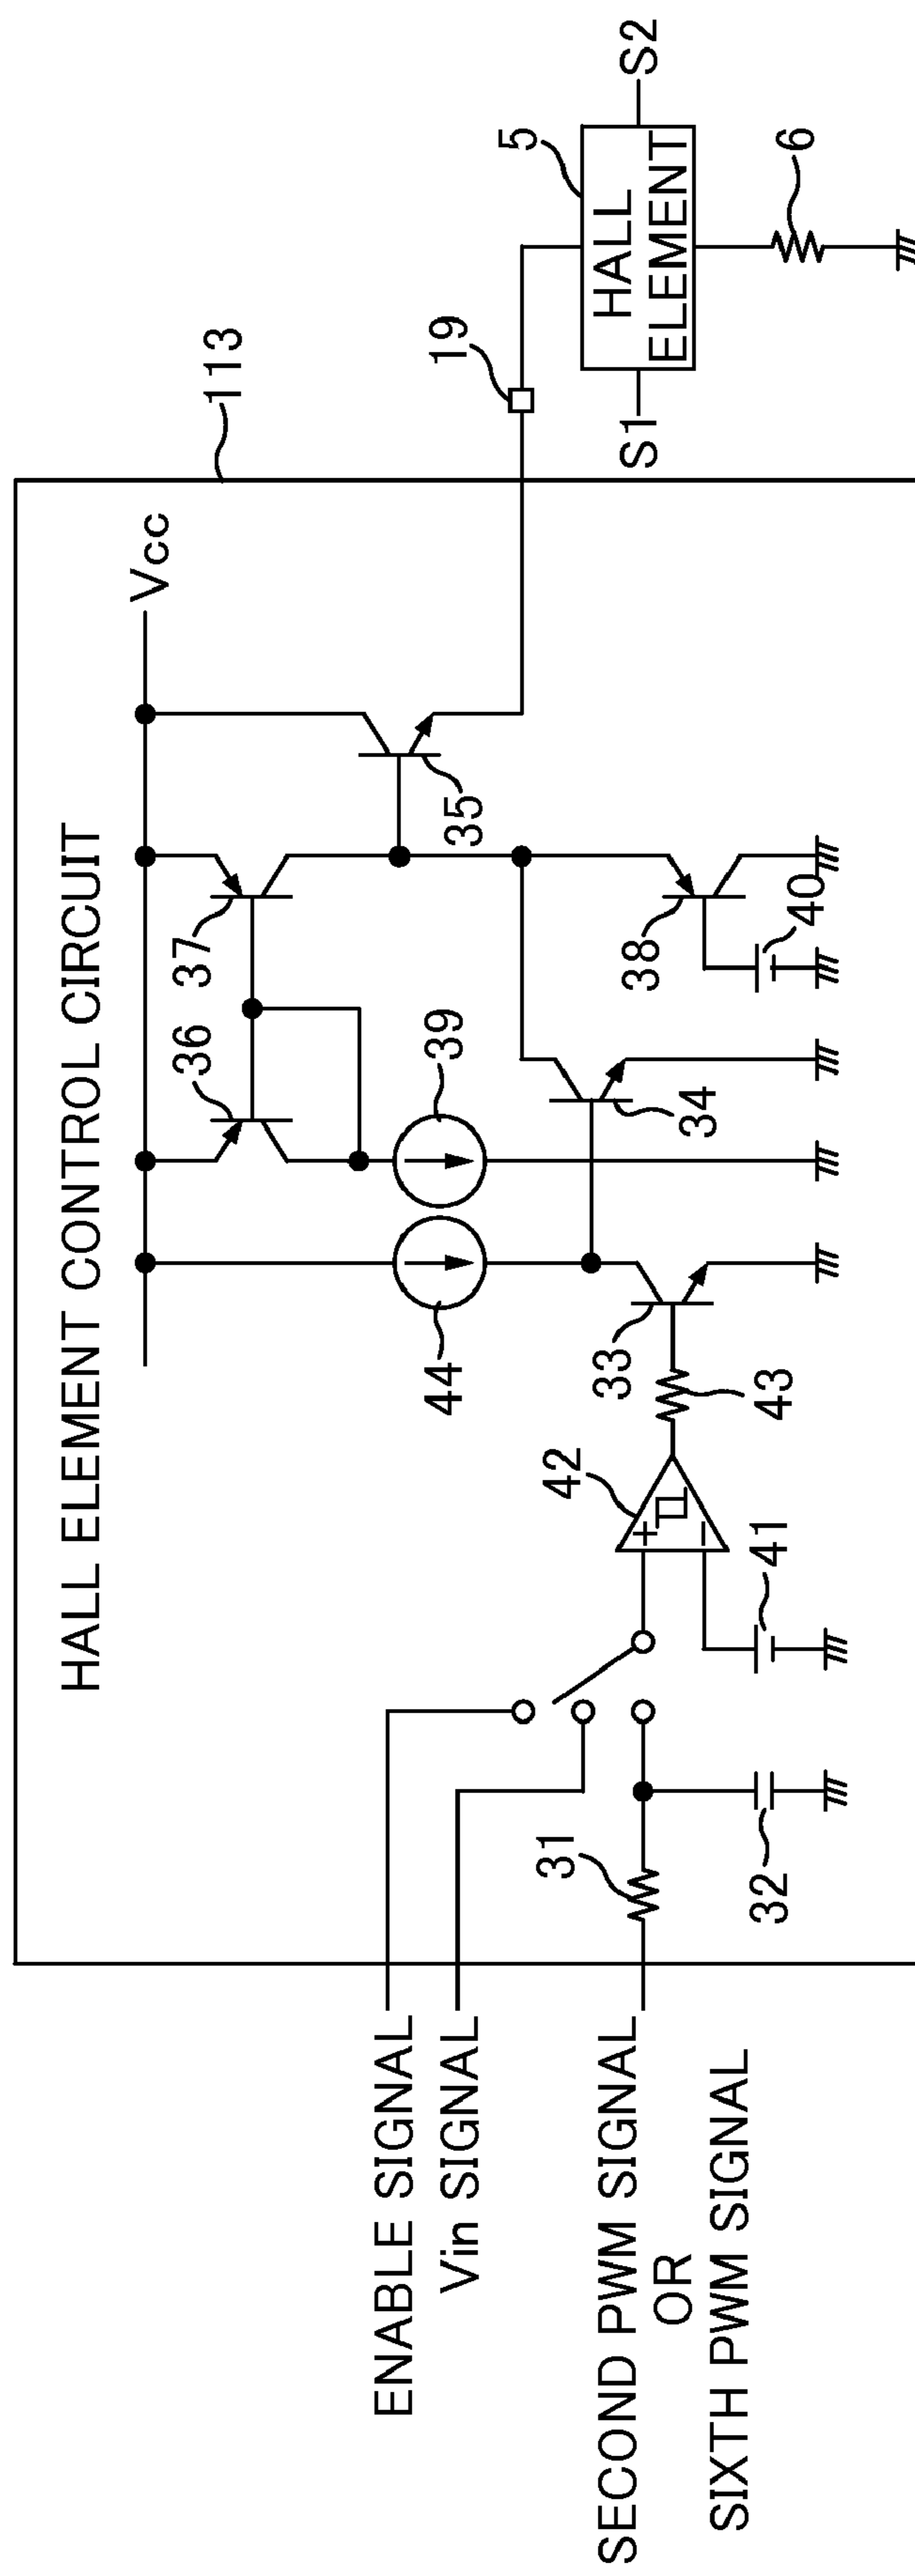 HALL ELEMENT CONTROL CIRCUIT
113
Vcc
36
37
35
19
5
HALL
ELEMENT
S1
S2
6
44
39
34
38
40
33
43
42
41
31
32
ENABLE SIGNAL
Vin SIGNAL
SECOND PWM SIGNAL
OR
SIXTH PWM SIGNAL
+
−